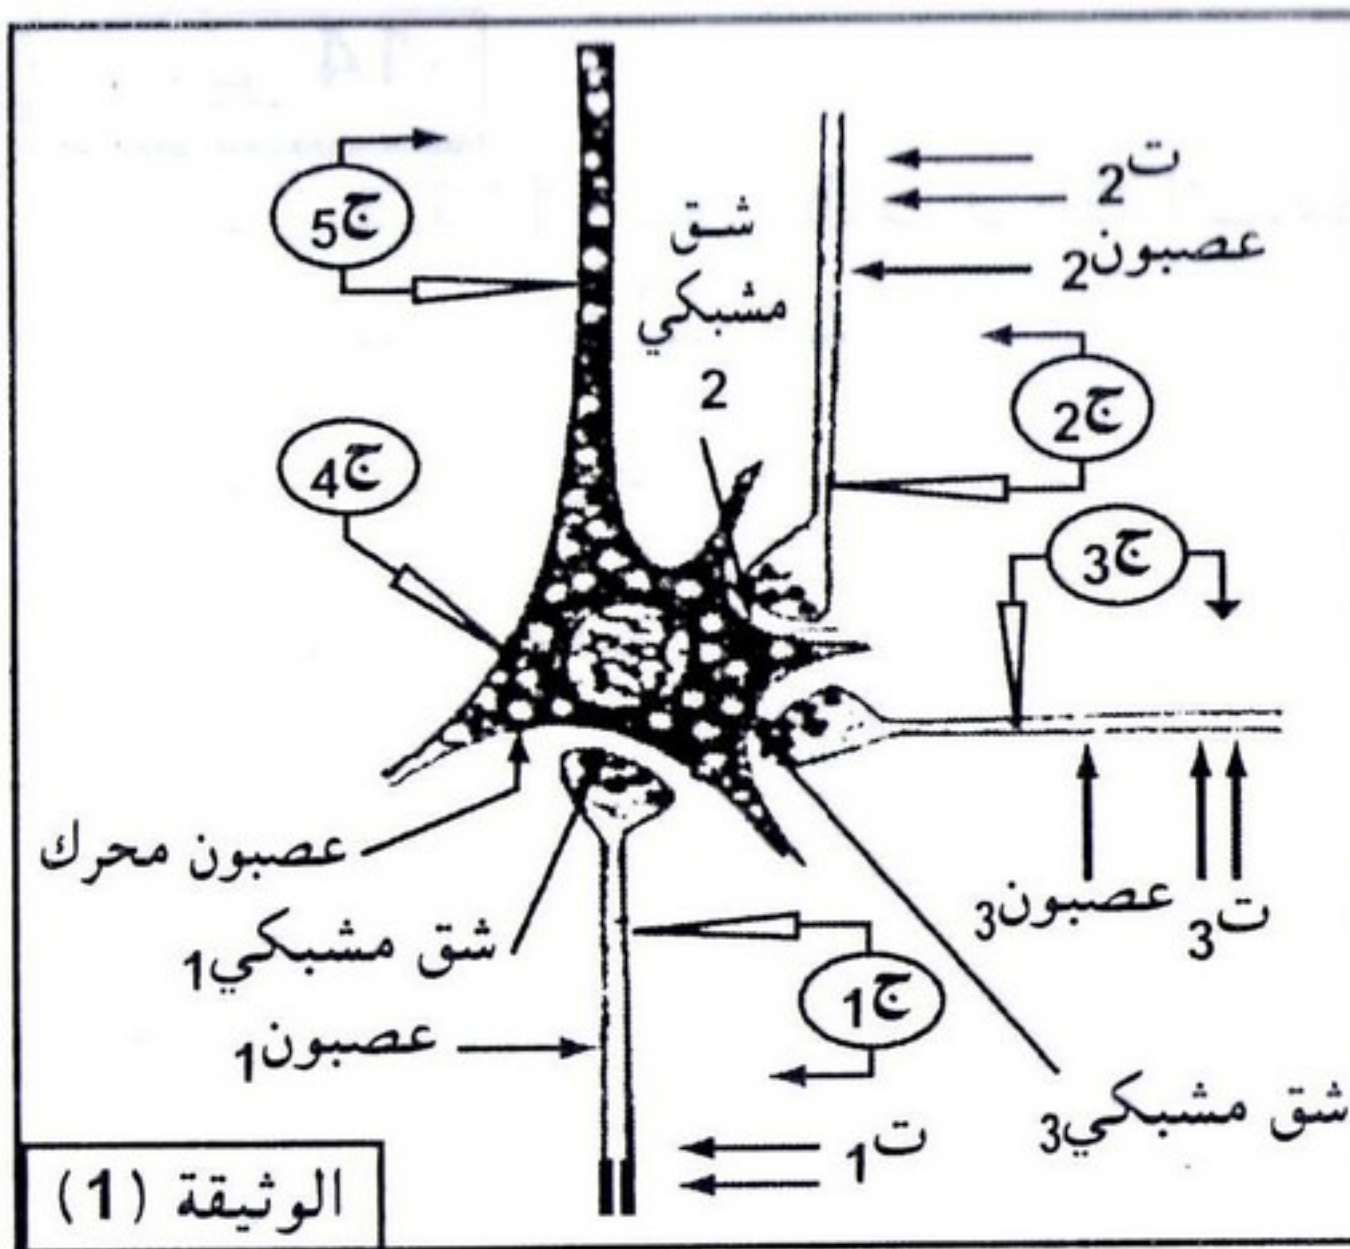 ج5
ت2
شق
مشبكي
2
عصبون2
ج2
ج4
ج3
عصبون محرك
شق مشبكي1
عصبون3
ت3
ج1
عصبون1
شق مشبكي3
ت1
الوثيقة (1)